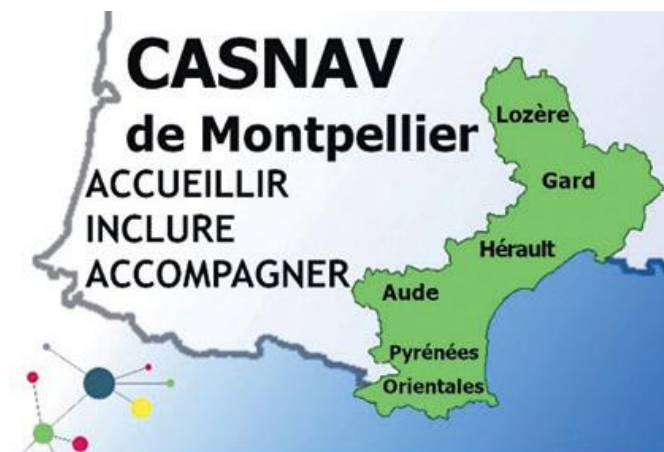 CASNAV
de Montpellier
ACCUEILLIR
INCLURE
ACCOMPAGNER
Lozère
Gard
Hérault
Aude
Pyrénées
Orientales